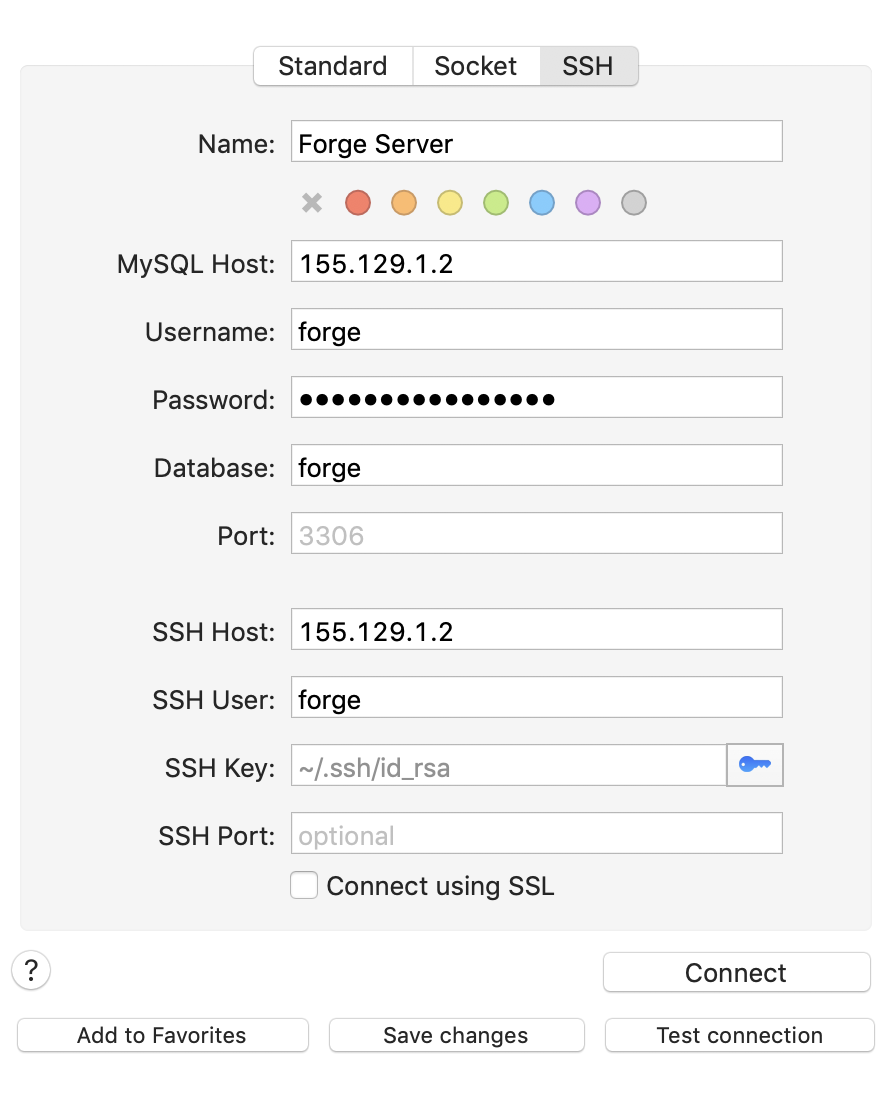 Standard Socket SSH
Name: Forge Server
MySQL Host: 155.129.1.2
Username: forge
Password: ••••••••••••••••
Database: forge
Port: 3306
SSH Host: 155.129.1.2
SSH User: forge
SSH Key: ~/.ssh/id_rsa
SSH Port: optional
Connect using SSL
? Connect
Add to Favorites Save changes Test connection